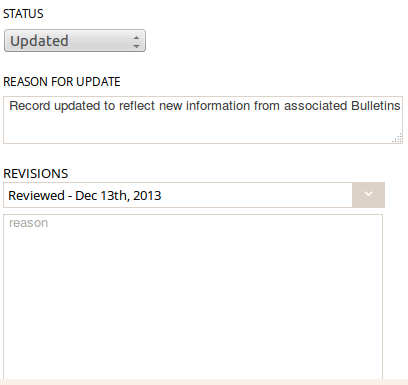 STATUS
Updated
REASON FOR UPDATE
Record updated to reflect new information from associated Bulletins
REVISIONS
Reviewed - Dec 13th, 2013
reason